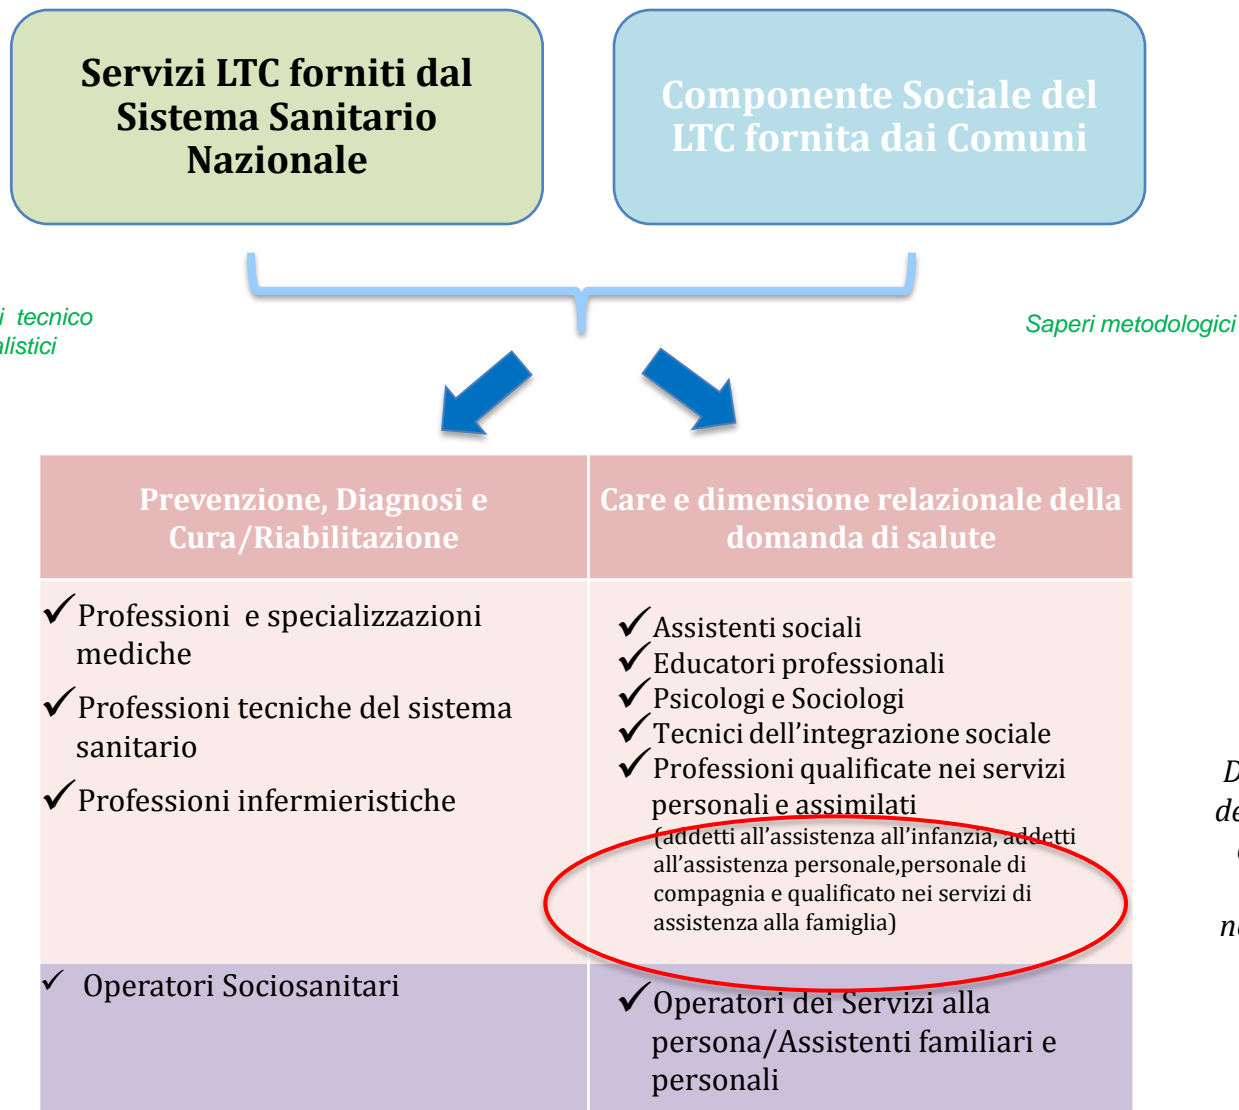 Servizi LTC forniti dal
Sistema Sanitario
Nazionale
Componente Sociale del
LTC fornita dai Comuni
tecnico
Saperi metodologici
Prevenzione, Diagnosi e
Cura/Riabilitazione
Care e dimensione relazionale della
domanda di salute
✓Professioni e specializzazioni
mediche
✓Professioni tecniche del sistema
sanitario
✓Professioni infermieristiche
✓Assistenti sociali
✓Educatori professionali
✓Psicologi e Sociologi
✓Tecnici dell’integrazione sociale
✓Professioni qualificate nei servizi
personali e assimilati
(addetti all’assistenza all’infanzia, addetti
all’assistenza personale,personale di
compagnia e qualificato nei servizi di
assistenza alla famiglia)
✓ Operatori Sociosanitari
✓Operatori dei Servizi alla
persona/Assistenti familiari e
personali